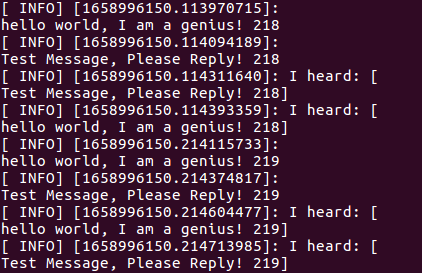 [ INFO] [1658996150.113970715]:
hello world, I am a genius! 218
[ INFO] [1658996150.114094189]:
Test Message, Please Reply! 218
[ INFO] [1658996150.114311640]: I heard: [
Test Message, Please Reply! 218]
[ INFO] [1658996150.114393359]: I heard: [
hello world, I am a genius! 218]
[ INFO] [1658996150.214115733]:
hello world, I am a genius! 219
[ INFO] [1658996150.214374817]:
Test Message, Please Reply! 219
[ INFO] [1658996150.214604477]: I heard: [
hello world, I am a genius! 219]
[ INFO] [1658996150.214713985]: I heard: [
Test Message, Please Reply! 219]